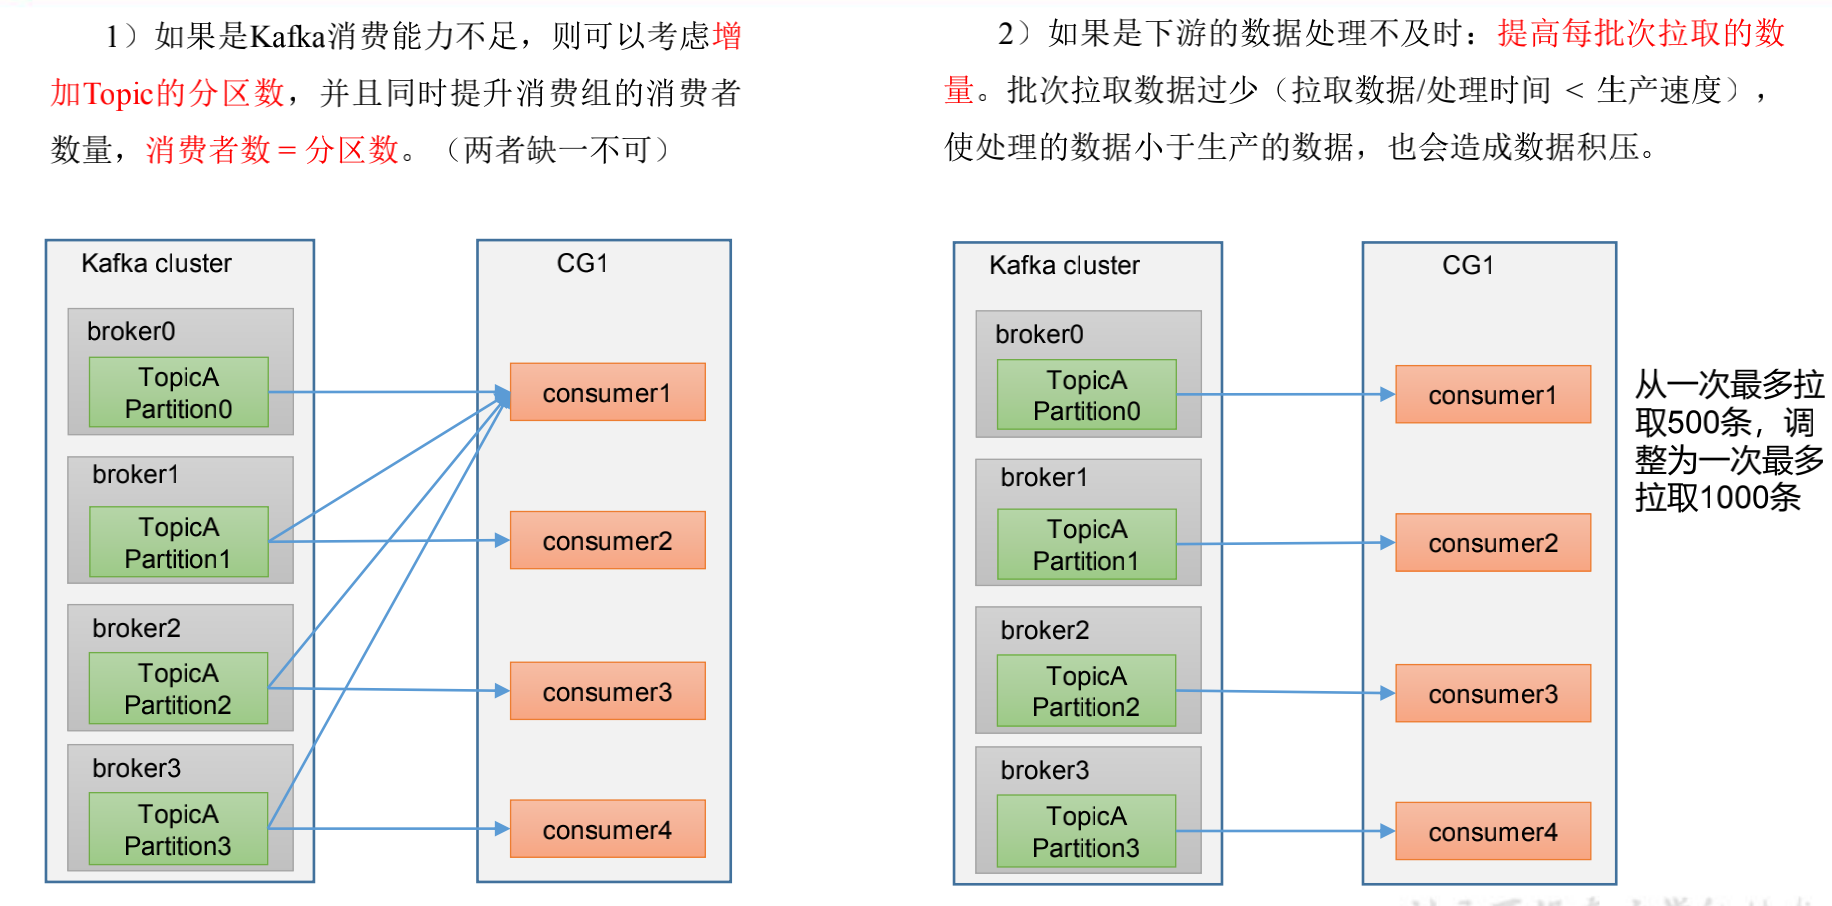 1）如果是Kafka消费能力不足，则可以考虑增
加Topic的分区数，并且同时提升消费组的消费者
数量，消费者数 = 分区数。（两者缺一不可）
Kafka cluster
broker0
TopicA
Partition0
broker1
TopicA
Partition1
broker2
TopicA
Partition2
broker3
TopicA
Partition3
CG1
consumer1
consumer2
consumer3
consumer4
2）如果是下游的数据处理不及时：提高每批次拉取的数
量。批次拉取数据过少（拉取数据/处理时间 < 生产速度），
使处理的数据小于生产的数据，也会造成数据积压。
Kafka cluster
broker0
TopicA
Partition0
broker1
TopicA
Partition1
broker2
TopicA
Partition2
broker3
TopicA
Partition3
CG1
consumer1
consumer2
consumer3
consumer4
从一次最多拉
取500条，调
整为一次最多
拉取1000条